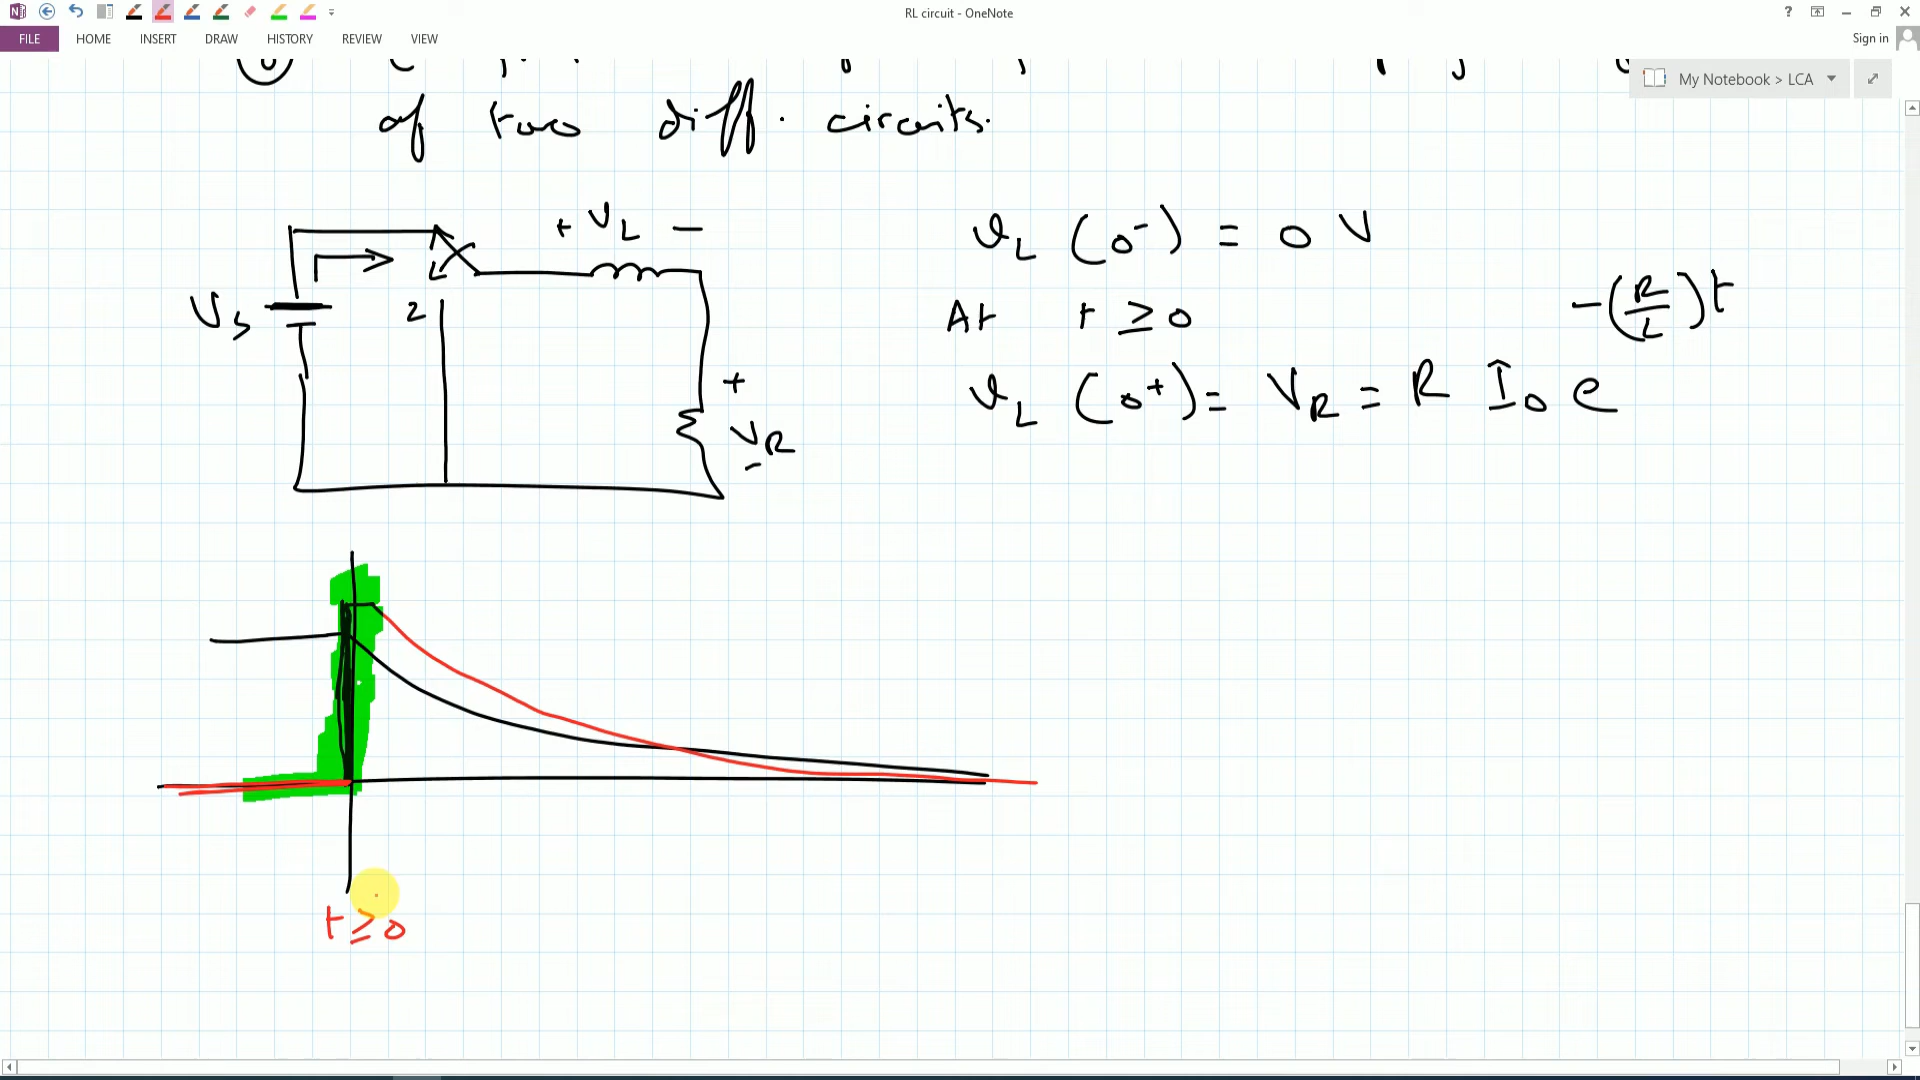 RL circuit - OneNote
FILE HOME INSERT DRAW HISTORY REVIEW VIEW
Sign in
My Notebook > LCA
of two diff. circuits.
+ VL −
Vs
2
+
VR
−
vL (0⁻) = 0 V
At t ≥ 0
vL (0⁺) = VR = R I₀ e^−(R/L)t
t ≥ 0